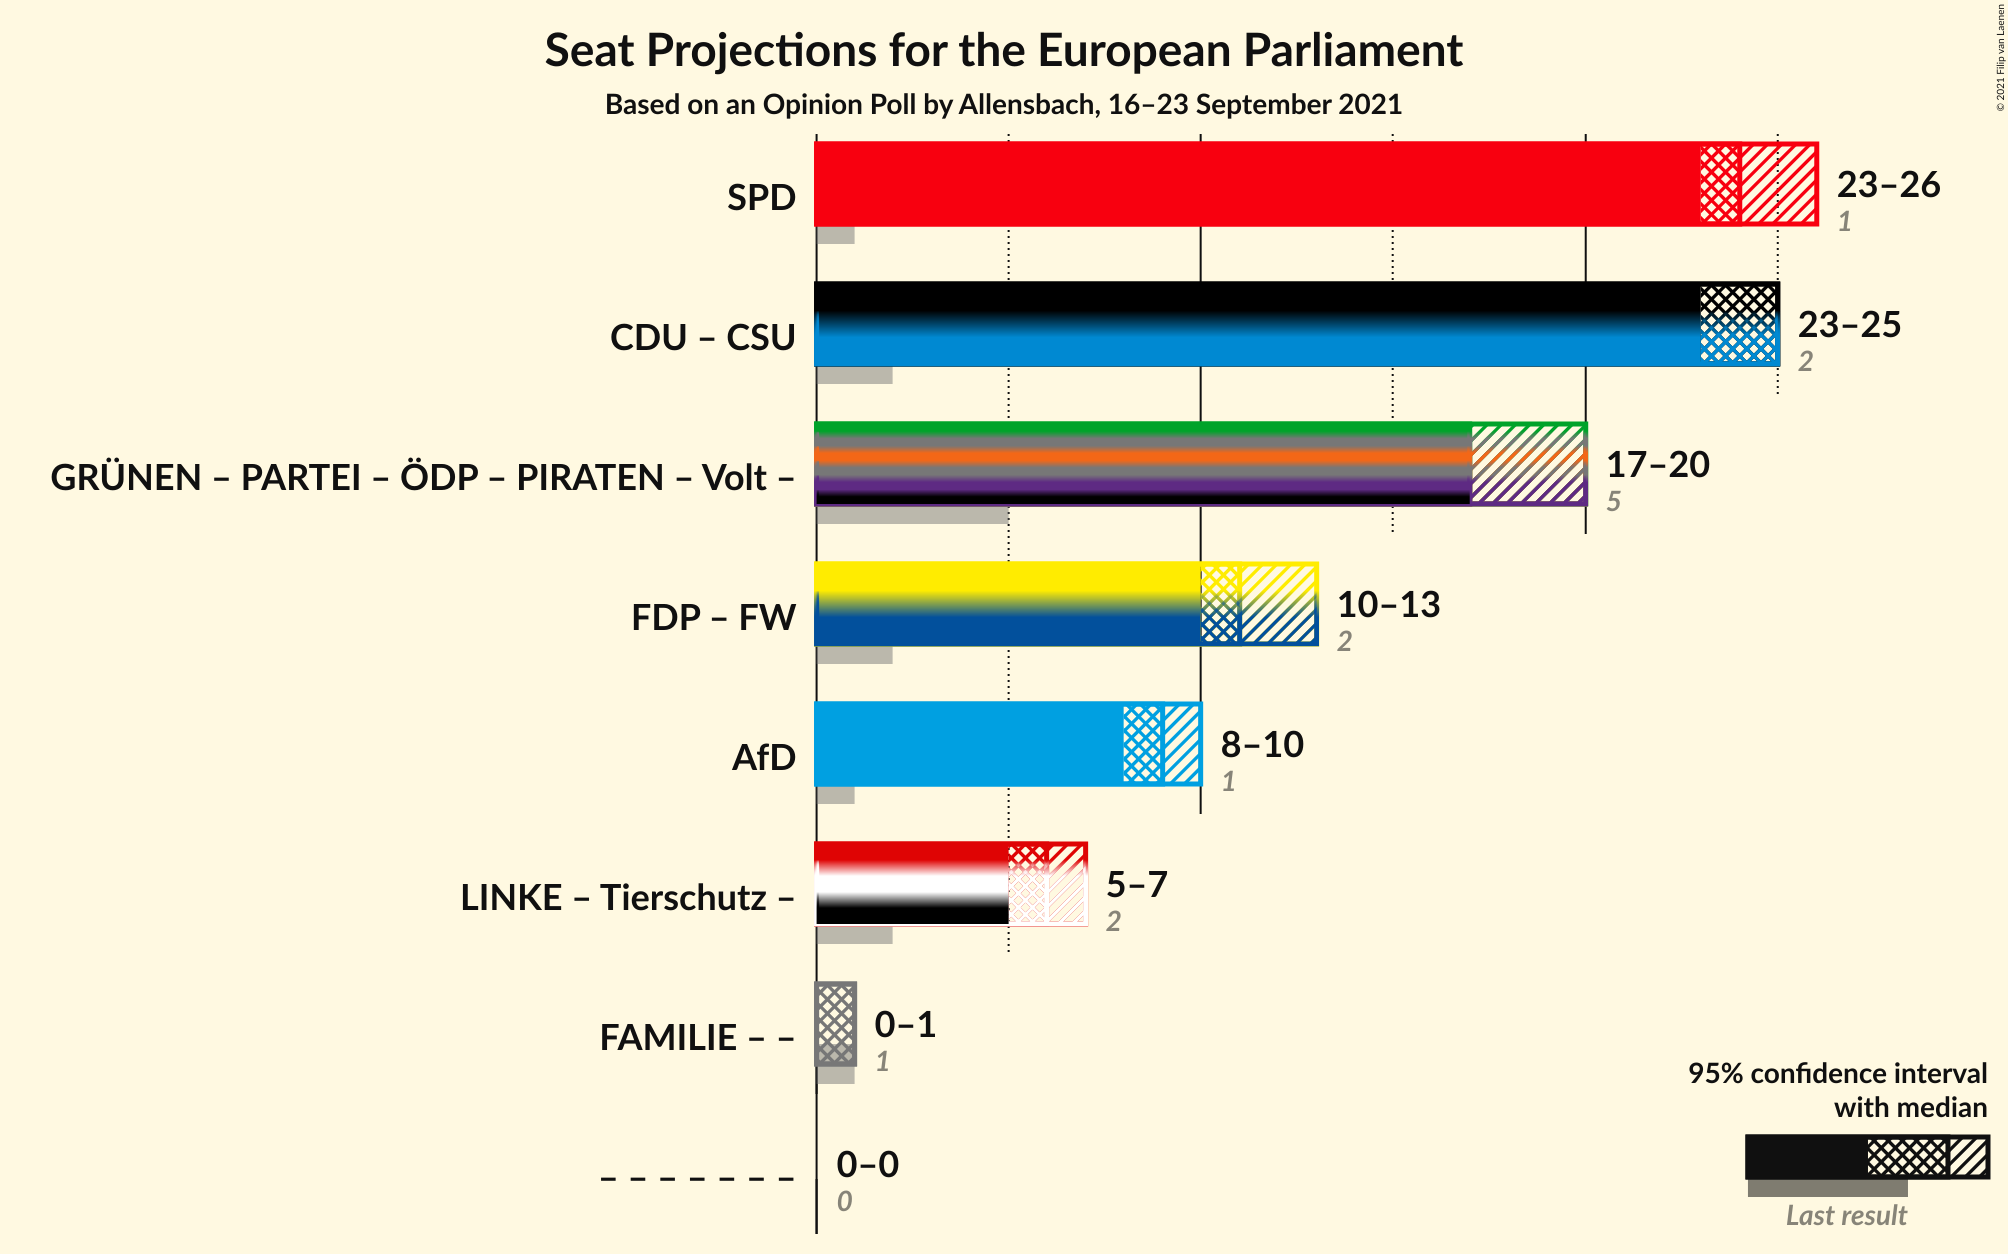 Seat Projections for the European Parliament
Based on an Opinion Poll by Allensbach, 16–23 September 2021
© 2021 Filip van Laenen
SPD
23–26
1
CDU – CSU
23–25
2
GRÜNEN – PARTEI – ÖDP – PIRATEN – Volt –
17–20
5
FDP – FW
10–13
2
AfD
8–10
1
LINKE – Tierschutz –
5–7
2
FAMILIE – –
0–1
1
– – – – – – –
0–0
0
95% confidence interval
with median
Last result